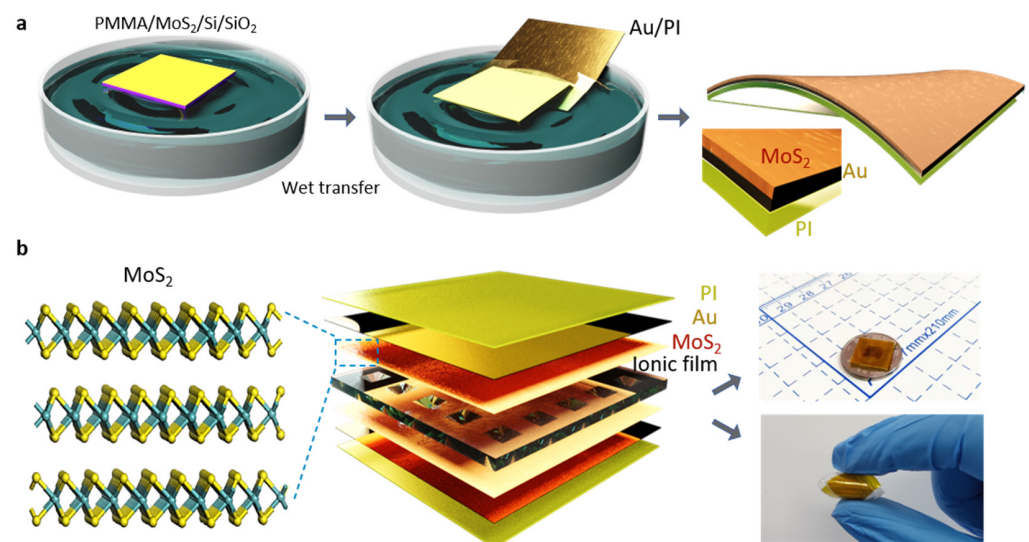 a
PMMA/MoS₂/Si/SiO₂
Au/PI
Wet transfer
MoS₂
Au
PI
b
MoS₂
PI
Au
MoS₂
Ionic film
30 29 28 27 26
mmx210mm